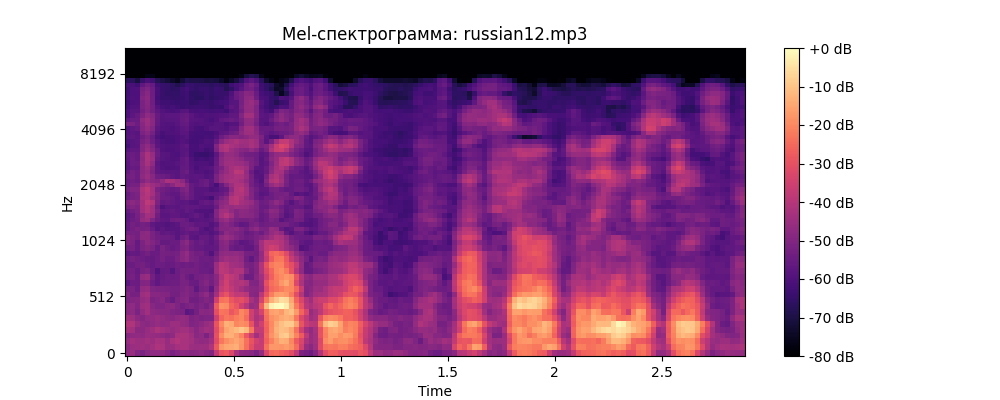 Mel-спектрограмма: russian12.mp3
8192
4096
2048
1024
512
0
Hz
0
0.5
1
1.5
2
2.5
Time
+0 dB
-10 dB
-20 dB
-30 dB
-40 dB
-50 dB
-60 dB
-70 dB
-80 dB